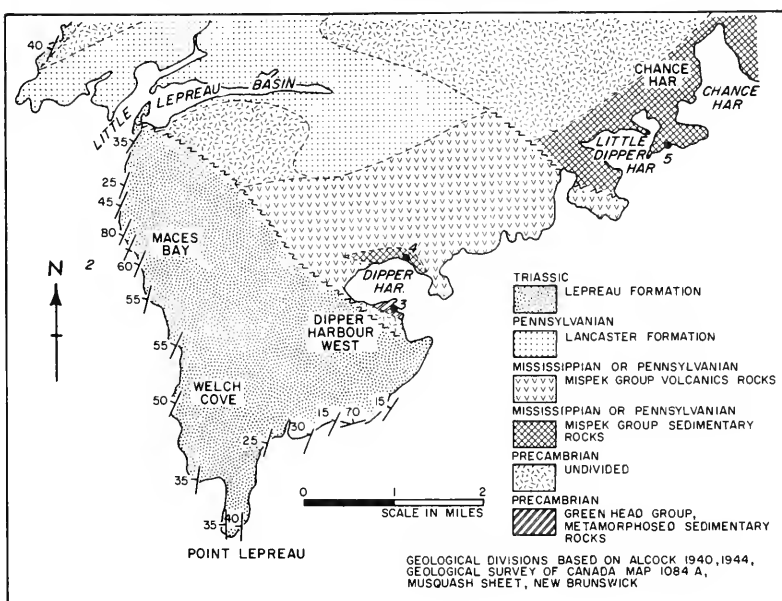 40
CHANCE
HAR
CHANCE
HAR
LITTLE LEPREAU BASIN
LITTLE
DIPPER
HAR
5
35
25
45
80
60
55
55
50
35
35
40
25
30
15
70
15
MACES
BAY
N
2
4
DIPPER
HAR.
3
DIPPER
HARBOUR
WEST
WELCH
COVE
POINT LEPREAU
0 1 2
SCALE IN MILES
TRIASSIC
LEPREAU FORMATION
PENNSYLVANIAN
LANCASTER FORMATION
MISSISSIPPIAN OR PENNSYLVANIAN
MISPEK GROUP VOLCANICS ROCKS
MISSISSIPPIAN OR PENNSYLVANIAN
MISPEK GROUP SEDIMENTARY
ROCKS
PRECAMBRIAN
UNDIVIDED
PRECAMBRIAN
GREEN HEAD GROUP,
METAMORPHOSED SEDIMENTARY
ROCKS
GEOLOGICAL DIVISIONS BASED ON ALCOCK 1940, 1944,
GEOLOGICAL SURVEY OF CANADA MAP 1084 A,
MUSQUASH SHEET, NEW BRUNSWICK